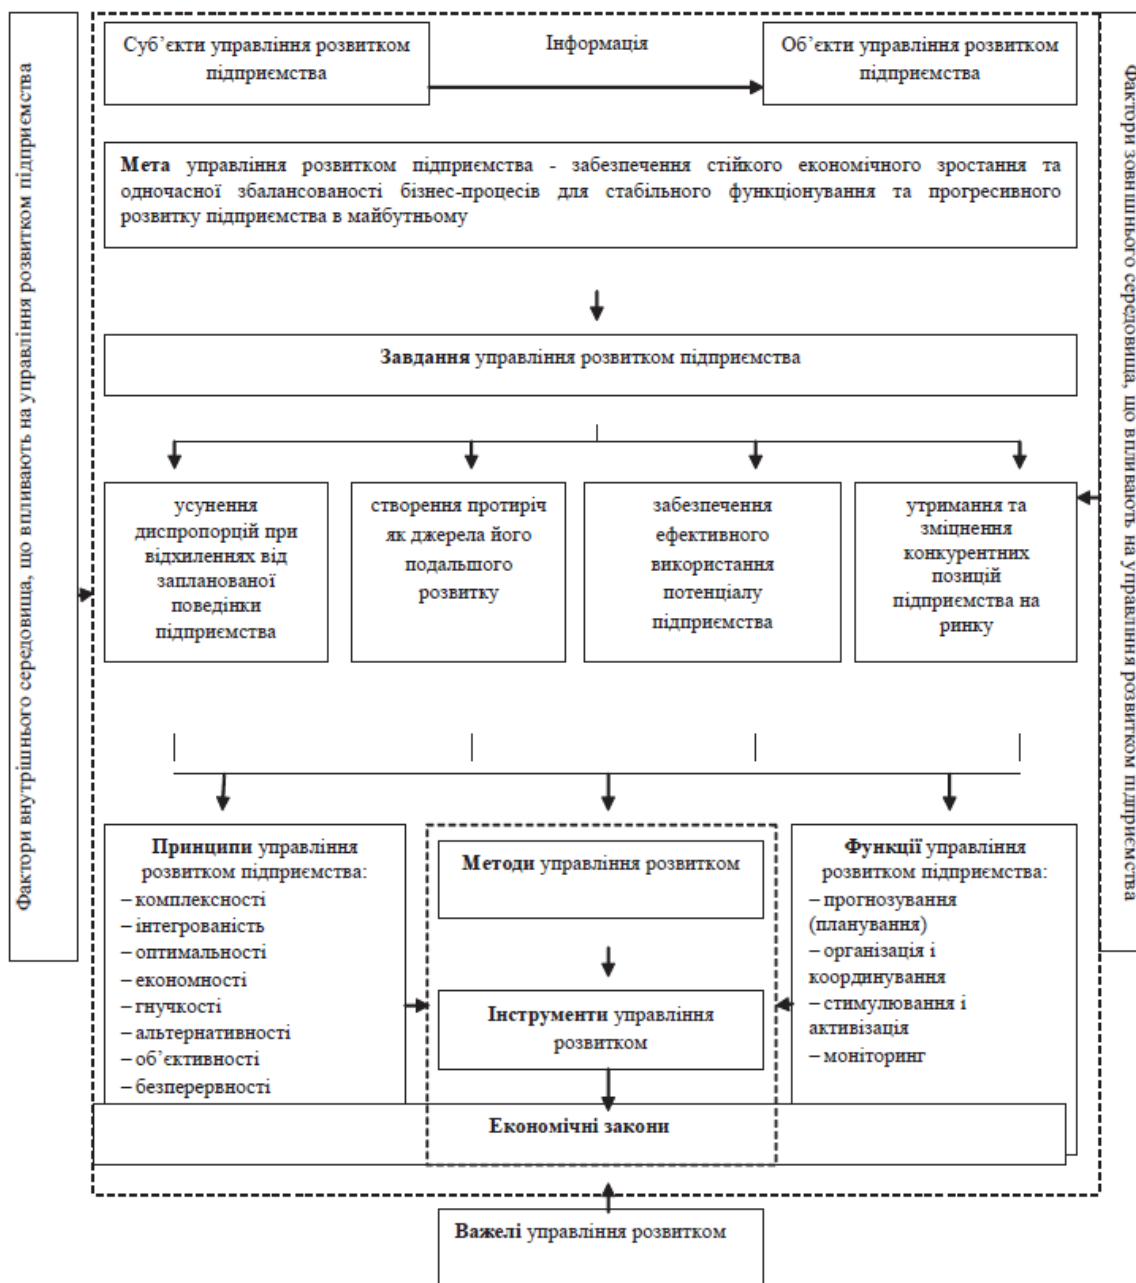 Суб’єкти управління розвитком
підприємства
Інформація
Об’єкти управління розвитком
підприємства
Фактори внутрішнього середовища, що впливають на управління розвитком підприємства
Фактори зовнішнього середовища, що впливають на управління розвитком підприємства
Мета управління розвитком підприємства - забезпечення стійкого економічного зростання та
одночасної збалансованості бізнес-процесів для стабільного функціонування та прогресивного
розвитку підприємства в майбутньому
Завдання управління розвитком підприємства
усунення
диспропорцій при
відхиленнях від
запланованої
поведінки
підприємства
створення протиріч
як джерела його
подальшого
розвитку
забезпечення
ефективного
використання
потенціалу
підприємства
утримання та
зміцнення
конкурентних
позицій
підприємства на
ринку
Принципи управління
розвитком підприємства:
– комплексності
– інтегрованість
– оптимальності
– економності
– гнучкості
– альтернативності
– об’єктивності
– безперервності
Методи управління розвитком
Інструменти управління
розвитком
Функції управління
розвитком підприємства:
– прогнозування
(планування)
– організація і
координування
– стимулювання і
активізація
– моніторинг
Економічні закони
Важелі управління розвитком